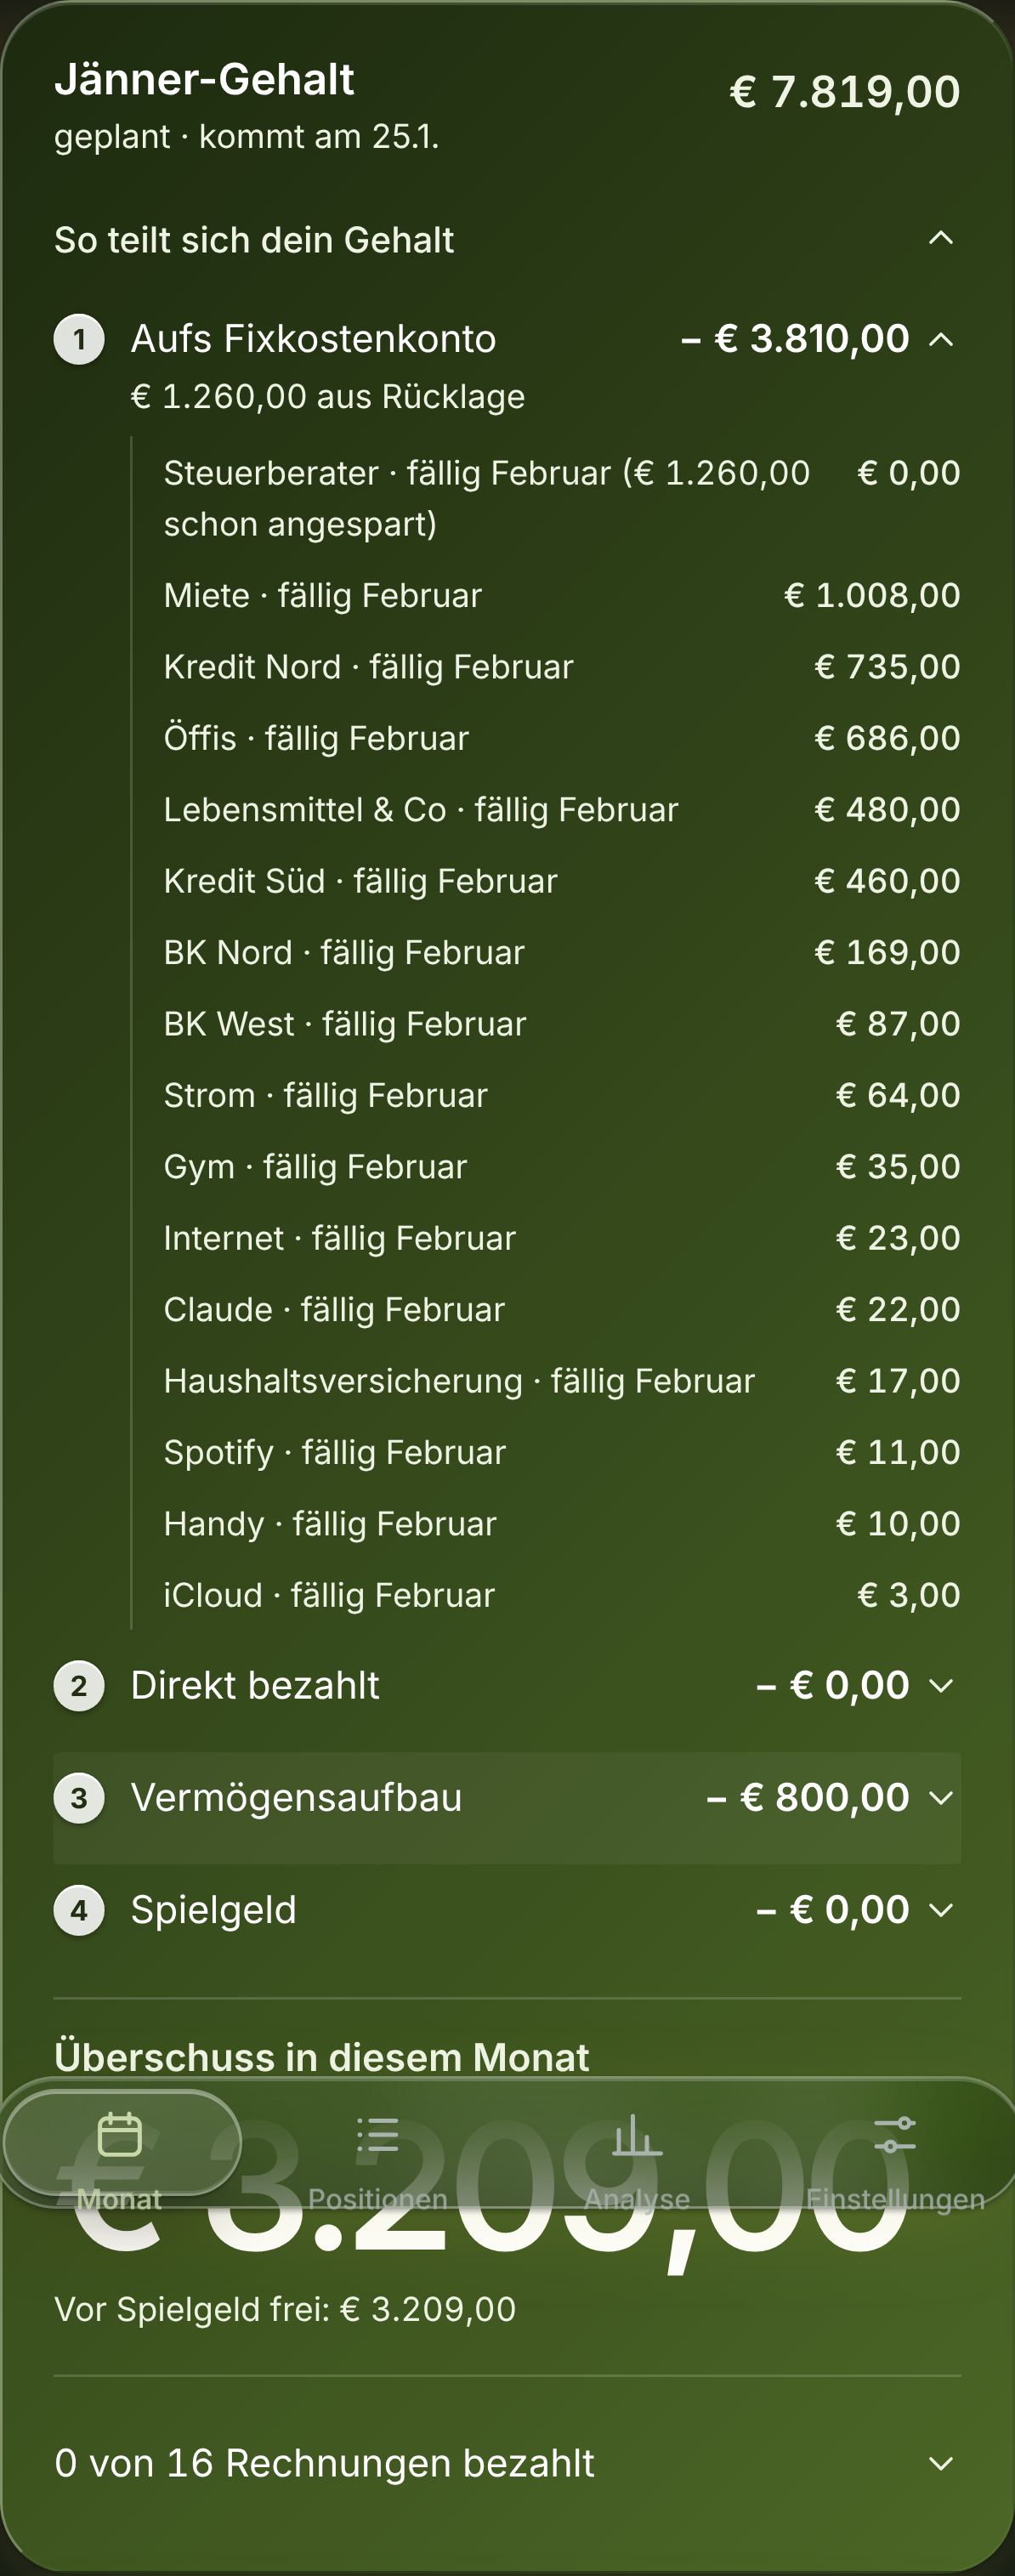 Jänner-Gehalt
€ 7.819,00
geplant · kommt am 25.1.
So teilt sich dein Gehalt
1 Aufs Fixkostenkonto – € 3.810,00
€ 1.260,00 aus Rücklage
Steuerberater · fällig Februar (€ 1.260,00 € 0,00
schon angespart)
Miete · fällig Februar € 1.008,00
Kredit Nord · fällig Februar € 735,00
Öffis · fällig Februar € 686,00
Lebensmittel & Co · fällig Februar € 480,00
Kredit Süd · fällig Februar € 460,00
BK Nord · fällig Februar € 169,00
BK West · fällig Februar € 87,00
Strom · fällig Februar € 64,00
Gym · fällig Februar € 35,00
Internet · fällig Februar € 23,00
Claude · fällig Februar € 22,00
Haushaltsversicherung · fällig Februar € 17,00
Spotify · fällig Februar € 11,00
Handy · fällig Februar € 10,00
iCloud · fällig Februar € 3,00
2 Direkt bezahlt – € 0,00
3 Vermögensaufbau – € 800,00
4 Spielgeld – € 0,00
Überschuss in diesem Monat
€ 3.209,00
Monat Positionen Analyse Einstellungen
Vor Spielgeld frei: € 3.209,00
0 von 16 Rechnungen bezahlt